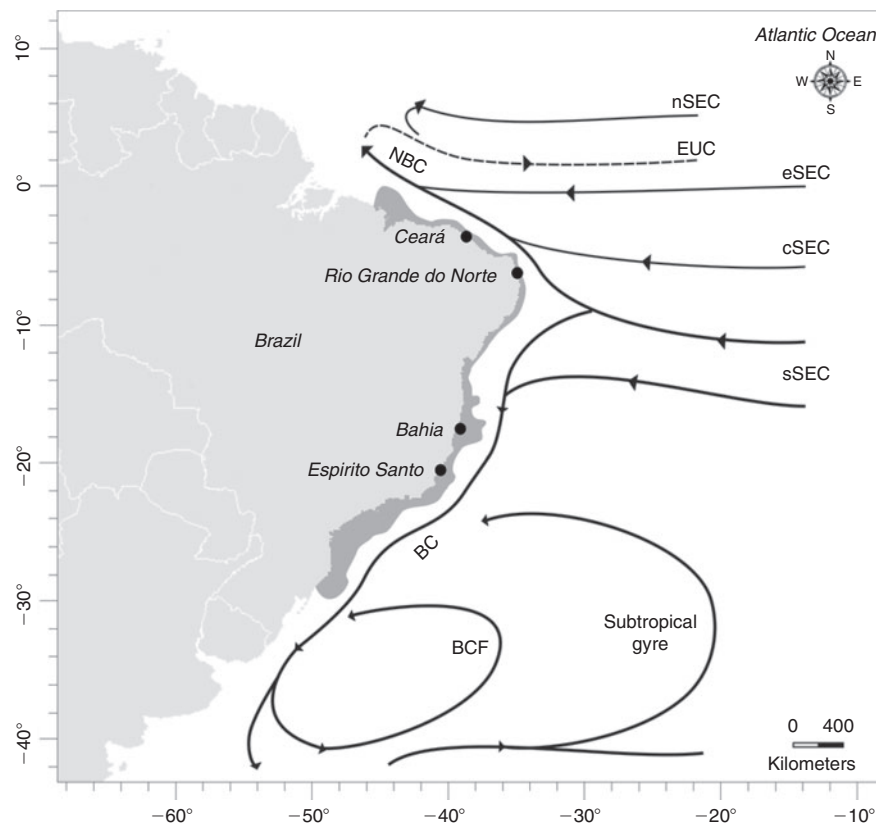 Atlantic Ocean
N
W E
S
10°
0°
−10°
−20°
−30°
−40°
nSEC
EUC
NBC
eSEC
Ceará
cSEC
Rio Grande do Norte
Brazil
sSEC
Bahia
Espirito Santo
BC
Subtropical
gyre
BCF
0 400
Kilometers
−60° −50° −40° −30° −20° −10°